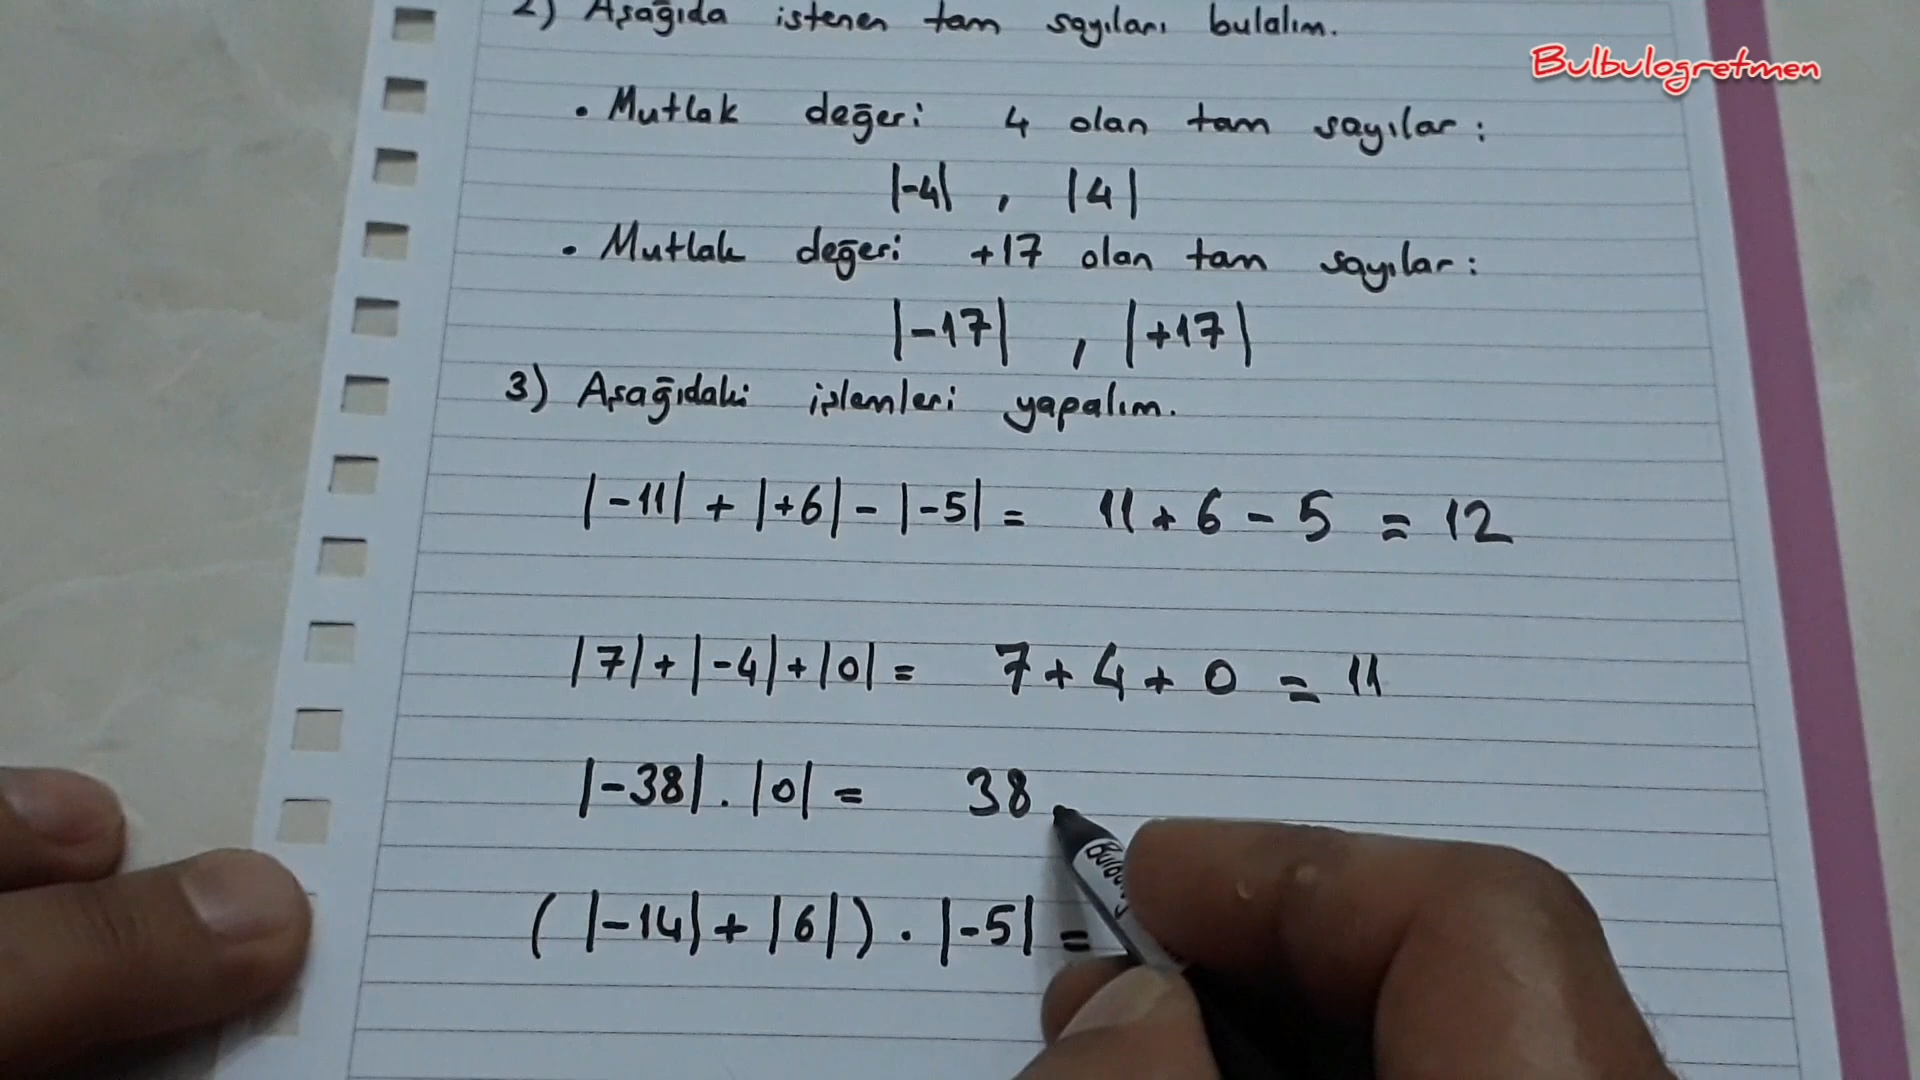 2) Aşağıda istenen tam sayıları bulalım.
Bulbulogretmen
• Mutlak değeri 4 olan tam sayılar:
|-4| , |4|
• Mutlak değeri +17 olan tam sayılar:
|-17| , |+17|
3) Aşağıdaki işlemleri yapalım.
|-11| + |+6| - |-5| = 11 + 6 - 5 = 12
|7| + |-4| + |0| = 7 + 4 + 0 = 11
|-38| . |0| = 38 .
( |-14| + |6| ) . |-5| =